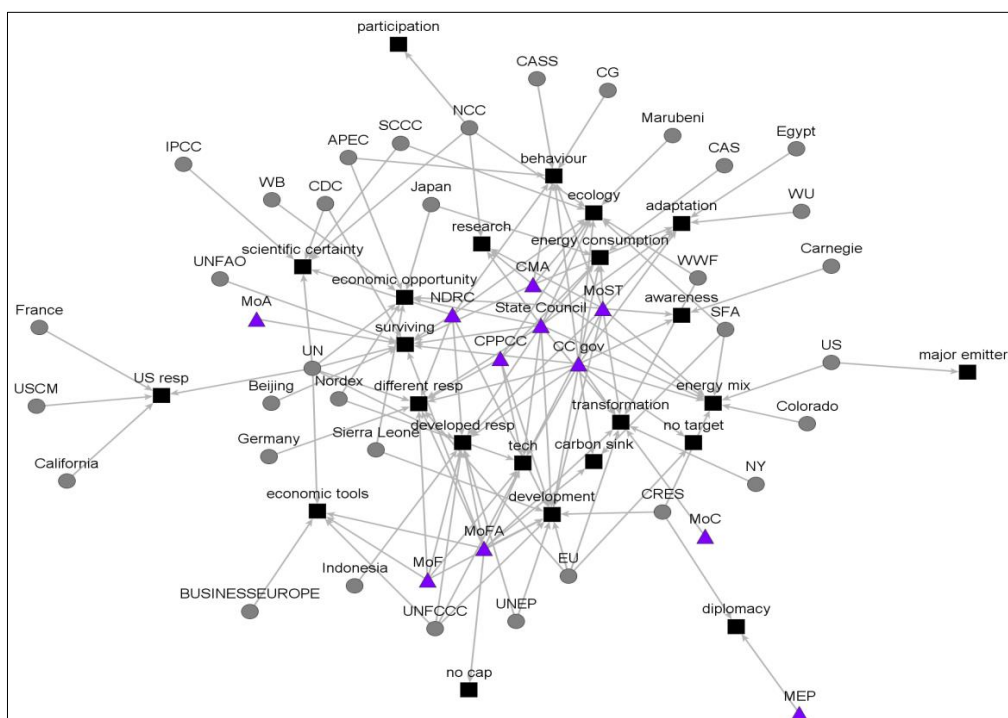 participation
CASS
CG
NCC
SCCC
APEC
Marubeni
IPCC
CAS
Egypt
behaviour
WB
CDC
Japan
ecology
adaptation
WU
research
energy consumption
scientific certainty
UNFAO
economic opportunity
CMA
WWF
Carnegie
MoA
NDRC
State Council
MoST
awareness
France
surviving
SFA
UN
CPPCC
CC gov
US
major emitter
USCM
US resp
Beijing
Nordex
different resp
energy mix
transformation
Colorado
Germany
Sierra Leone
developed resp
no target
California
tech
carbon sink
NY
economic tools
development
CRES
MoC
MoFA
Indonesia
MoF
EU
BUSINESSEUROPE
UNFCCC
UNEP
diplomacy
no cap
MEP